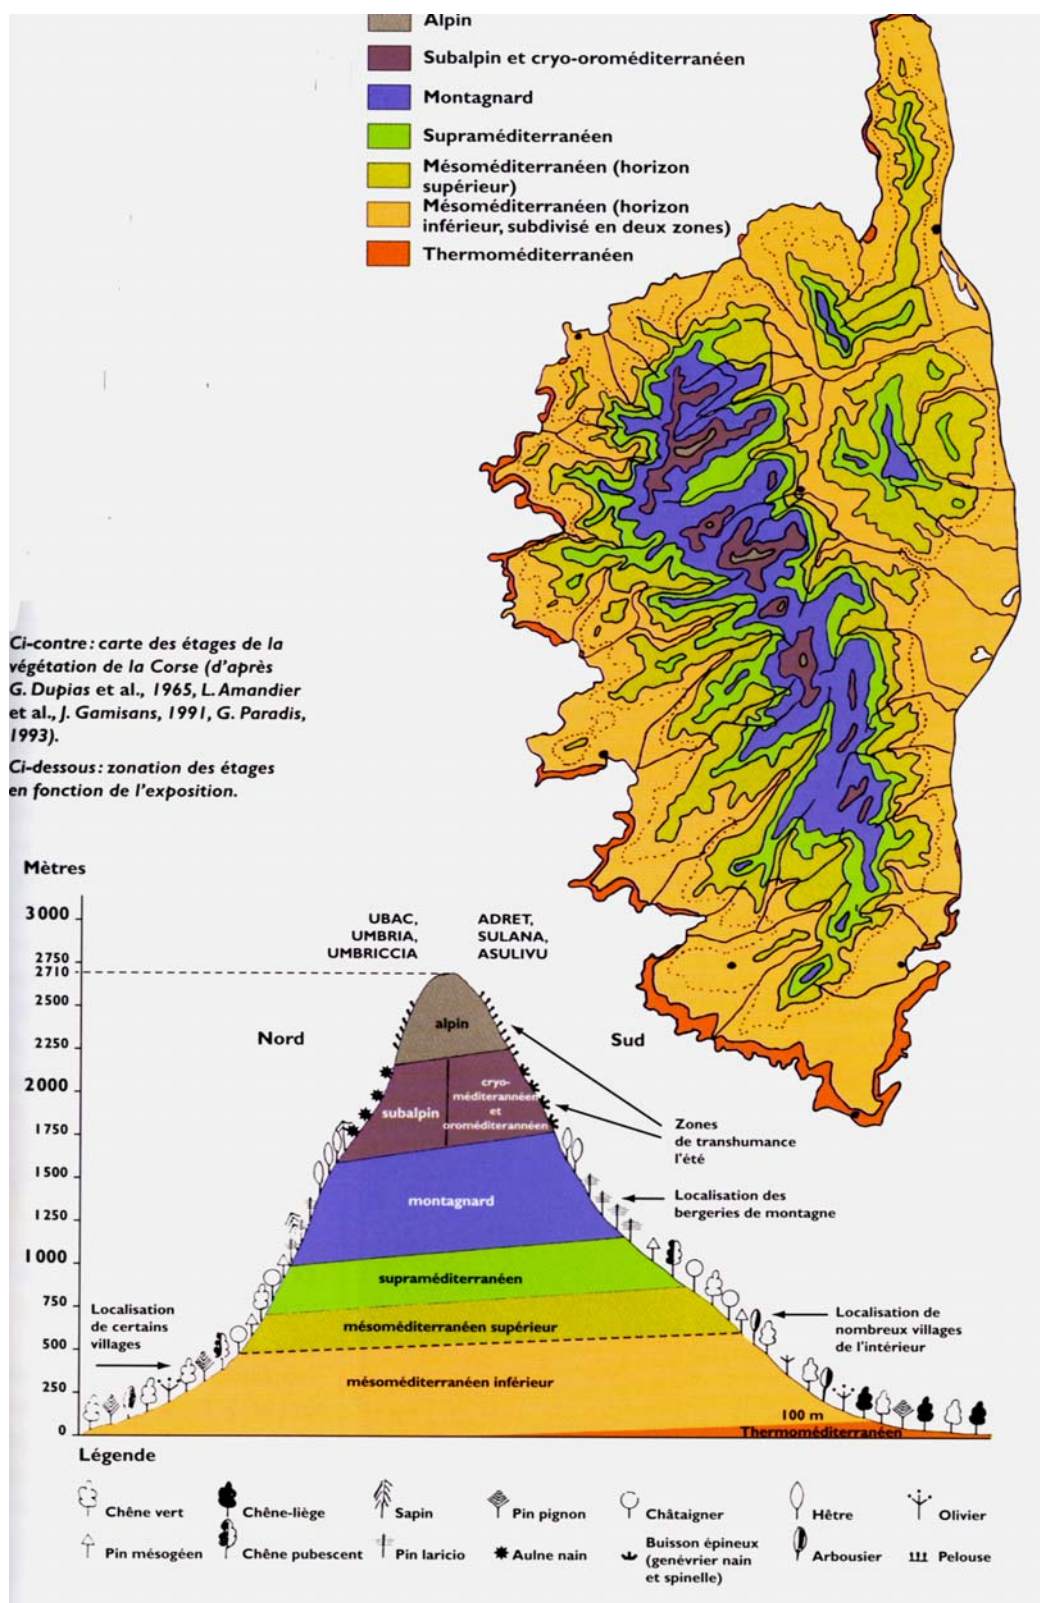 Alpin
Subalpin et cryo-oroméditerranéen
Montagnard
Supraméditerranéen
Mésoméditerranéen (horizon
supérieur)
Mésoméditerranéen (horizon
inférieur, subdivisé en deux zones)
Thermoméditerranéen
Ci-contre : carte des étages de la
végétation de la Corse (d'après
G. Dupias et al., 1965, L. Amandier
et al., J. Gamisans, 1991, G. Paradis,
1993).
Ci-dessous : zonation des étages
en fonction de l'exposition.
Mètres
3000
2750
2710
2500
2250
2000
1750
1500
1250
1000
750
500
250
0
UBAC,
UMBRIA,
UMBRICCIA
ADRET,
SULANA,
ASULIVU
Nord
Sud
alpin
subalpin
cryo-
méditerannéen
et
oroméditerannéen
montagnard
supraméditerranéen
mésoméditerranéen supérieur
mésoméditerranéen inférieur
100 m
Thermoméditerranéen
Zones
de transhumance
l'été
Localisation des
bergeries de montagne
Localisation
de certains
villages
Localisation de
nombreux villages
de l'intérieur
Légende
Chêne vert
Chêne-liège
Sapin
Pin pignon
Châtaigner
Hêtre
Olivier
Pin mésogéen
Chêne pubescent
Pin laricio
Aulne nain
Buisson épineux
(genévrier nain
et spinelle)
Arbousier
Pelouse